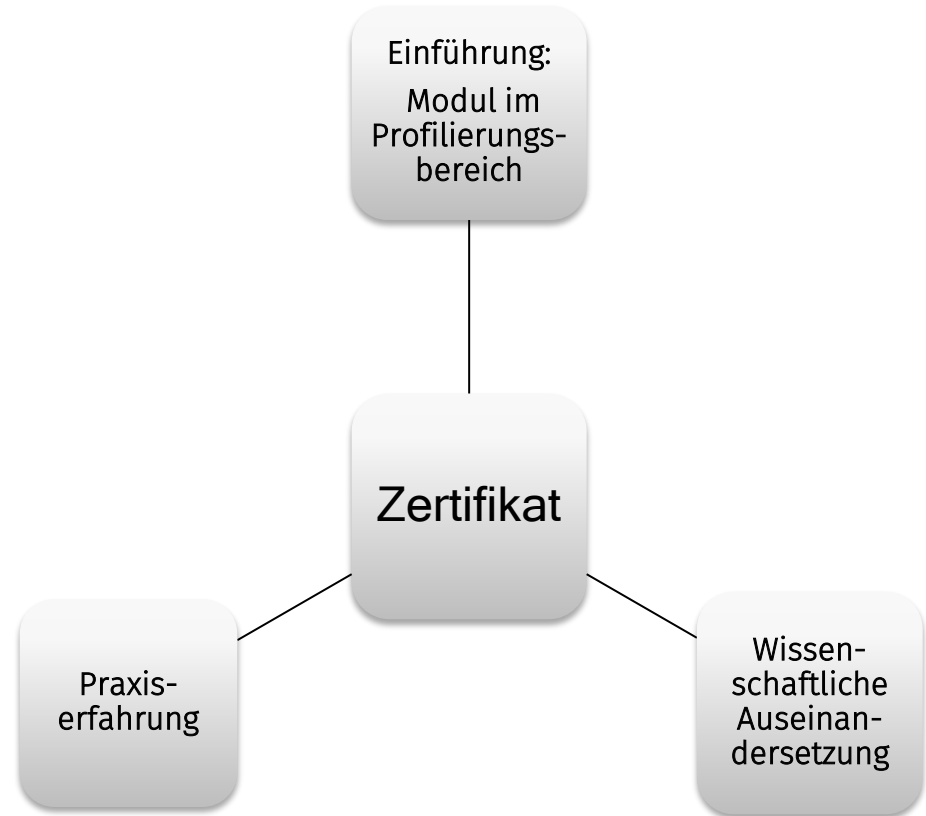 Einführung:
Modul im
Profilierungs-
bereich
Zertifikat
Praxis-
erfahrung
Wissen-
schaftliche
Auseinan-
dersetzung